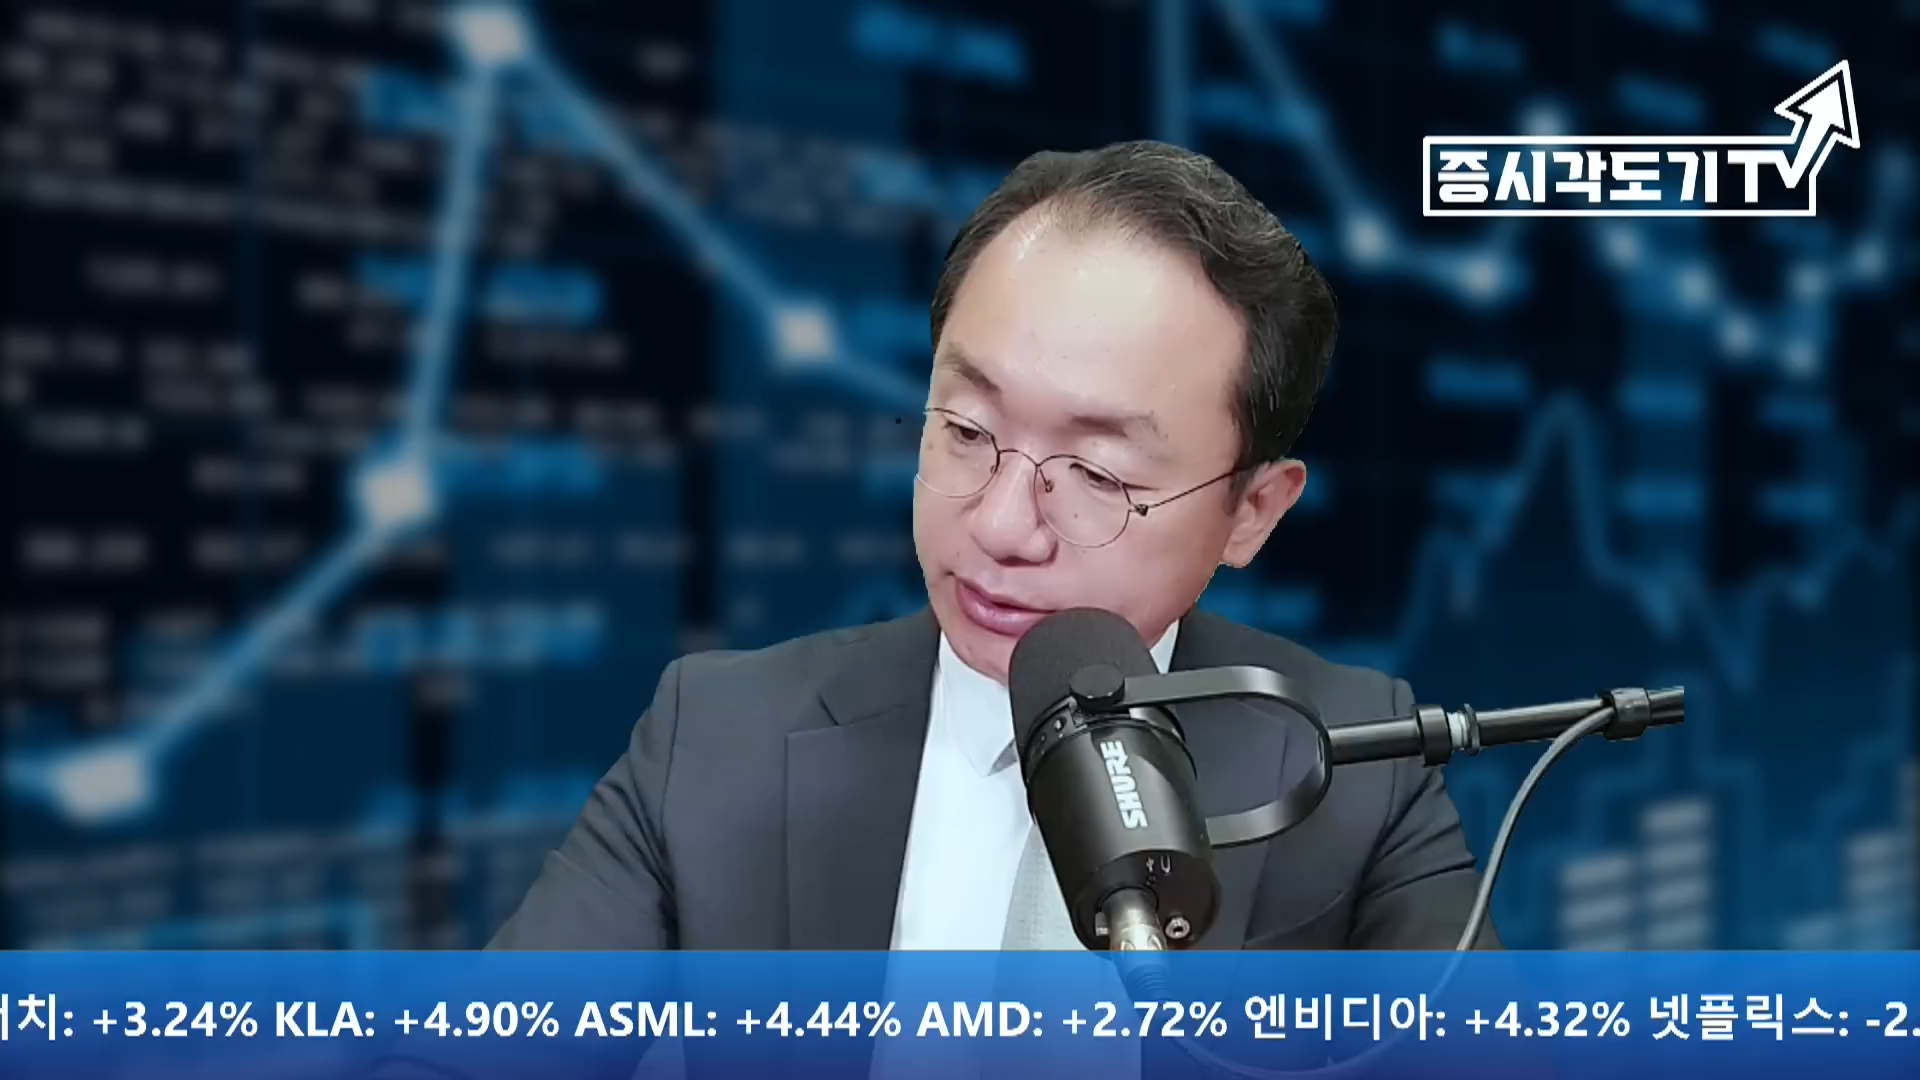 증시각도기TV
SHURE
치: +3.24% KLA: +4.90% ASML: +4.44% AMD: +2.72% 엔비디아: +4.32% 넷플릭스: -2.